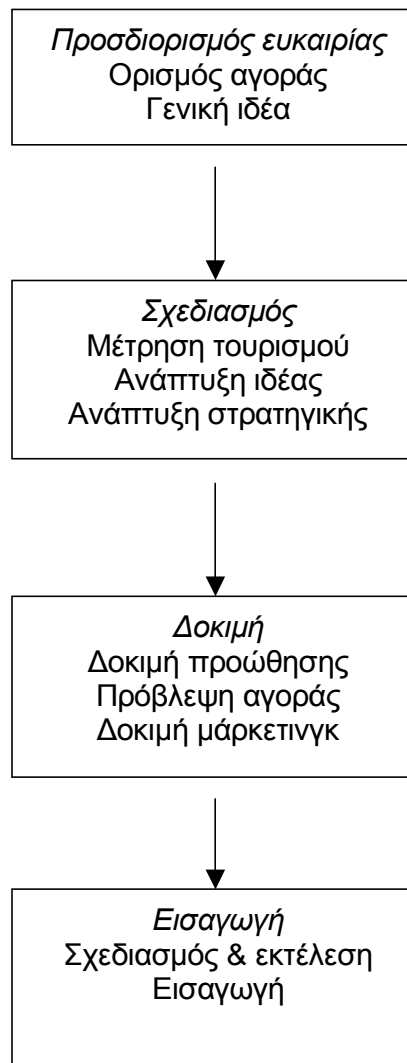 Προσδιορισμός ευκαιρίας
Ορισμός αγοράς
Γενική ιδέα
Σχεδιασμός
Μέτρηση τουρισμού
Ανάπτυξη ιδέας
Ανάπτυξη στρατηγικής
Δοκιμή
Δοκιμή προώθησης
Πρόβλεψη αγοράς
Δοκιμή μάρκετινγκ
Εισαγωγή
Σχεδιασμός & εκτέλεση
Εισαγωγή